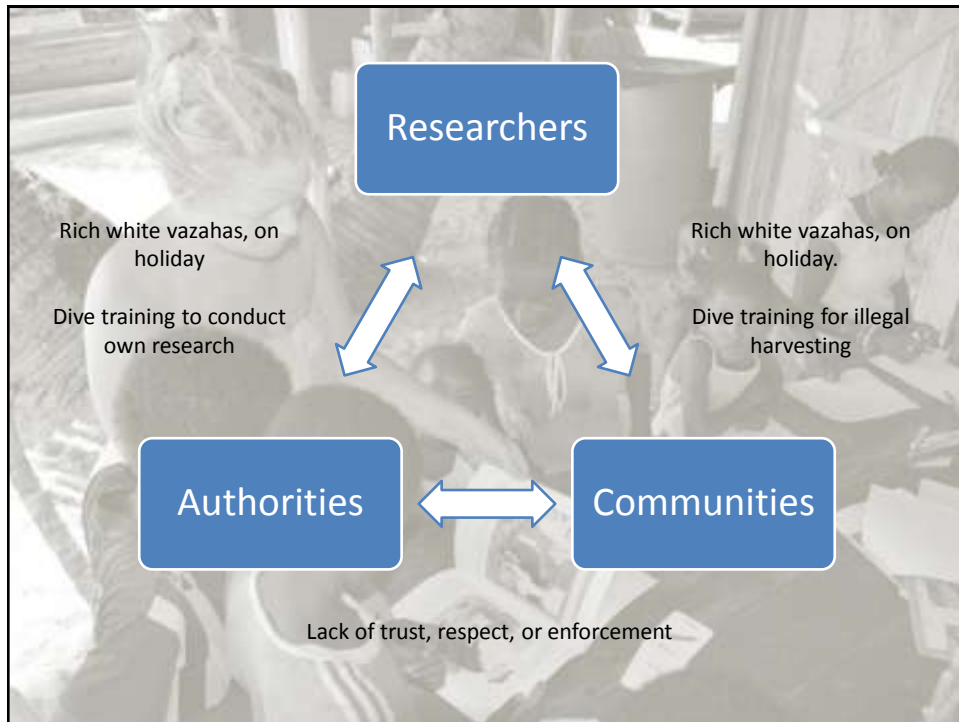 Researchers
Rich white vazahas, on
holiday
Dive training to conduct
own research
Rich white vazahas, on
holiday.
Dive training for illegal
harvesting
Authorities
Communities
Lack of trust, respect, or enforcement